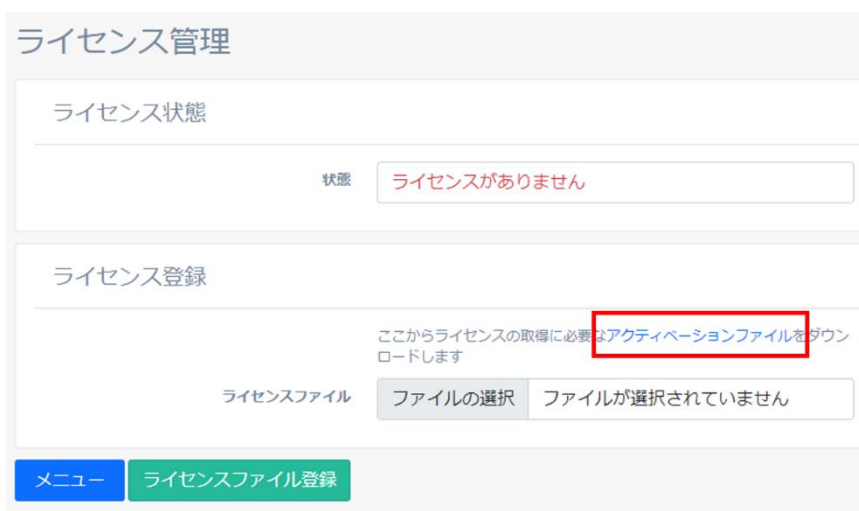 ライセンス管理
ライセンス状態
状態
ライセンスがありません
ライセンス登録
ここからライセンスの取得に必要なアクティベーションファイルをダウン
ロードします
ライセンスファイル
ファイルの選択
ファイルが選択されていません
メニュー
ライセンスファイル登録